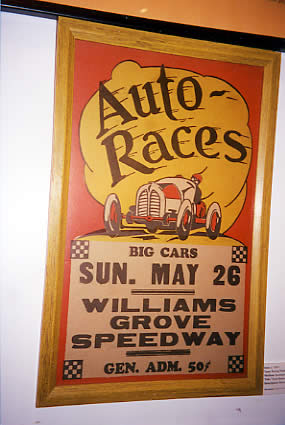 Auto-
Races
BIG CARS
SUN. MAY 26
WILLIAMS
GROVE
SPEEDWAY
GEN. ADM. 50¢